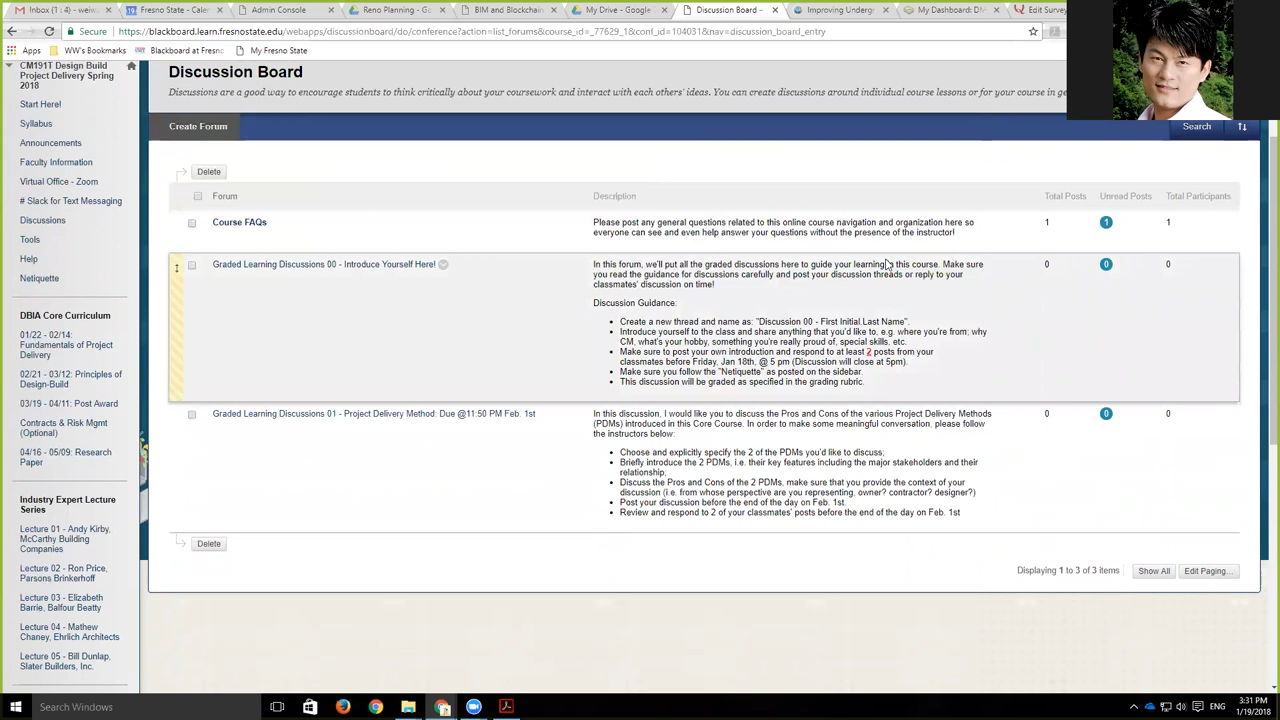 Inbox (1 : 4) - weiwu@
Fresno State - Calen
Admin Console
Reno Planning - Go
BIM and Blockchain
My Drive - Google
Discussion Board –
Improving Undergr
My Dashboard: DM
Edit Survey
https://blackboard.learn.fresnostate.edu/webapps/discussionboard/do/conference?action=list_forums&course_id=_77629_1&conf_id=104031&nav=discussion_board_entry
Apps
WW's Bookmarks
Blackboard at Fresno
My Fresno State
CM191T Design Build
Project Delivery Spring
2018
Start Here!
Syllabus
Announcements
Faculty Information
Virtual Office - Zoom
# Slack for Text Messaging
Discussions
Tools
Help
Netiquette
DBIA Core Curriculum
01/22 - 02/14:
Fundamentals of Project
Delivery
02/21 - 03/12: Principles of
Design-Build
03/19 - 04/11: Post Award
Contracts & Risk Mgmt
(Optional)
04/16 - 05/09: Research
Paper
Industry Expert Lecture
Series
Lecture 01 - Andy Kirby,
McCarthy Building
Companies
Lecture 02 - Ron Price,
Parsons Brinkerhoff
Lecture 03 - Elizabeth
Barrie, Balfour Beatty
Lecture 04 - Mathew
Chaney, Ehrlich Architects
Lecture 05 - Bill Dunlap,
Slater Builders, Inc.
Discussion Board
Discussions are a good way to encourage students to think critically about your coursework and interact with each others' ideas. You can create discussions around individual course lessons or for your course in ge
Create Forum
Search
Delete
Forum
Description
Total Posts
Unread Posts
Total Participants
Course FAQs
Please post any general questions related to this online course navigation and organization here so
everyone can see and even help answer your questions without the presence of the instructor!
1
1
1
Graded Learning Discussions 00 - Introduce Yourself Here!
In this forum, we'll put all the graded discussions here to guide your learning this course. Make sure
you read the guidance for discussions carefully and post your discussion threads or reply to your
classmates' discussion on time!
Discussion Guidance:
Create a new thread and name as: "Discussion 00 - First Initial.Last Name".
Introduce yourself to the class and share anything that you'd like to, e.g. where you're from; why
CM, what's your hobby, something you're really proud of, special skills, etc.
Make sure to post your own introduction and respond to at least 2 posts from your
classmates before Friday, Jan 18th, @ 5 pm (Discussion will close at 5pm).
Make sure you follow the "Netiquette" as posted on the sidebar.
This discussion will be graded as specified in the grading rubric.
0
0
0
Graded Learning Discussions 01 - Project Delivery Method: Due @11:50 PM Feb. 1st
In this discussion, I would like you to discuss the Pros and Cons of the various Project Delivery Methods
(PDMs) introduced in this Core Course. In order to make some meaningful conversation, please follow
the instructors below:
Choose and explicitly specify the 2 of the PDMs you'd like to discuss;
Briefly introduce the 2 PDMs, i.e. their key features including the major stakeholders and their
relationship;
Discuss the Pros and Cons of the 2 PDMs, make sure that you provide the context of your
discussion (i.e. from whose perspective are you representing, owner? contractor? designer?)
Post your discussion before the end of the day on Feb. 1st.
Review and respond to 2 of your classmates' posts before the end of the day on Feb. 1st
0
0
0
Delete
Displaying 1 to 3 of 3 items
Show All
Edit Paging...
Search Windows
ENG
3:31 PM
1/19/2018